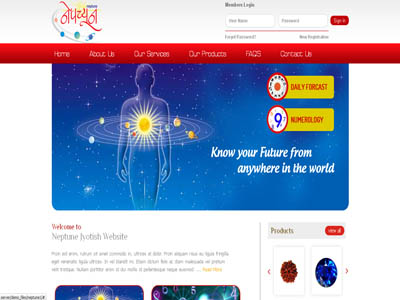 नेपच्यून
neptune
Members Login
User Name
Password
Sign in
Forgot Password?
New Registration
Home
About Us
Our Services
Our Products
FAQS
Contact Us
DAILY FORCAST
9
NUMEROLOGY
Know your Future from
anywhere in the world
Welcome to
Neptune Jyotish Website
Proin est enim, rutrum sit amet commodo in, ultrices at dolor. Proin aliquam risus eu ligula fringilla
eget venenatis ligula ultrices. In vel blandit mi. Etiam dictum felis ac diam malesuada vel pretium
velit tristique. Nullam porttitor enim a dui mollis id pellentesque neque euismod. ... Read More
Products
view all